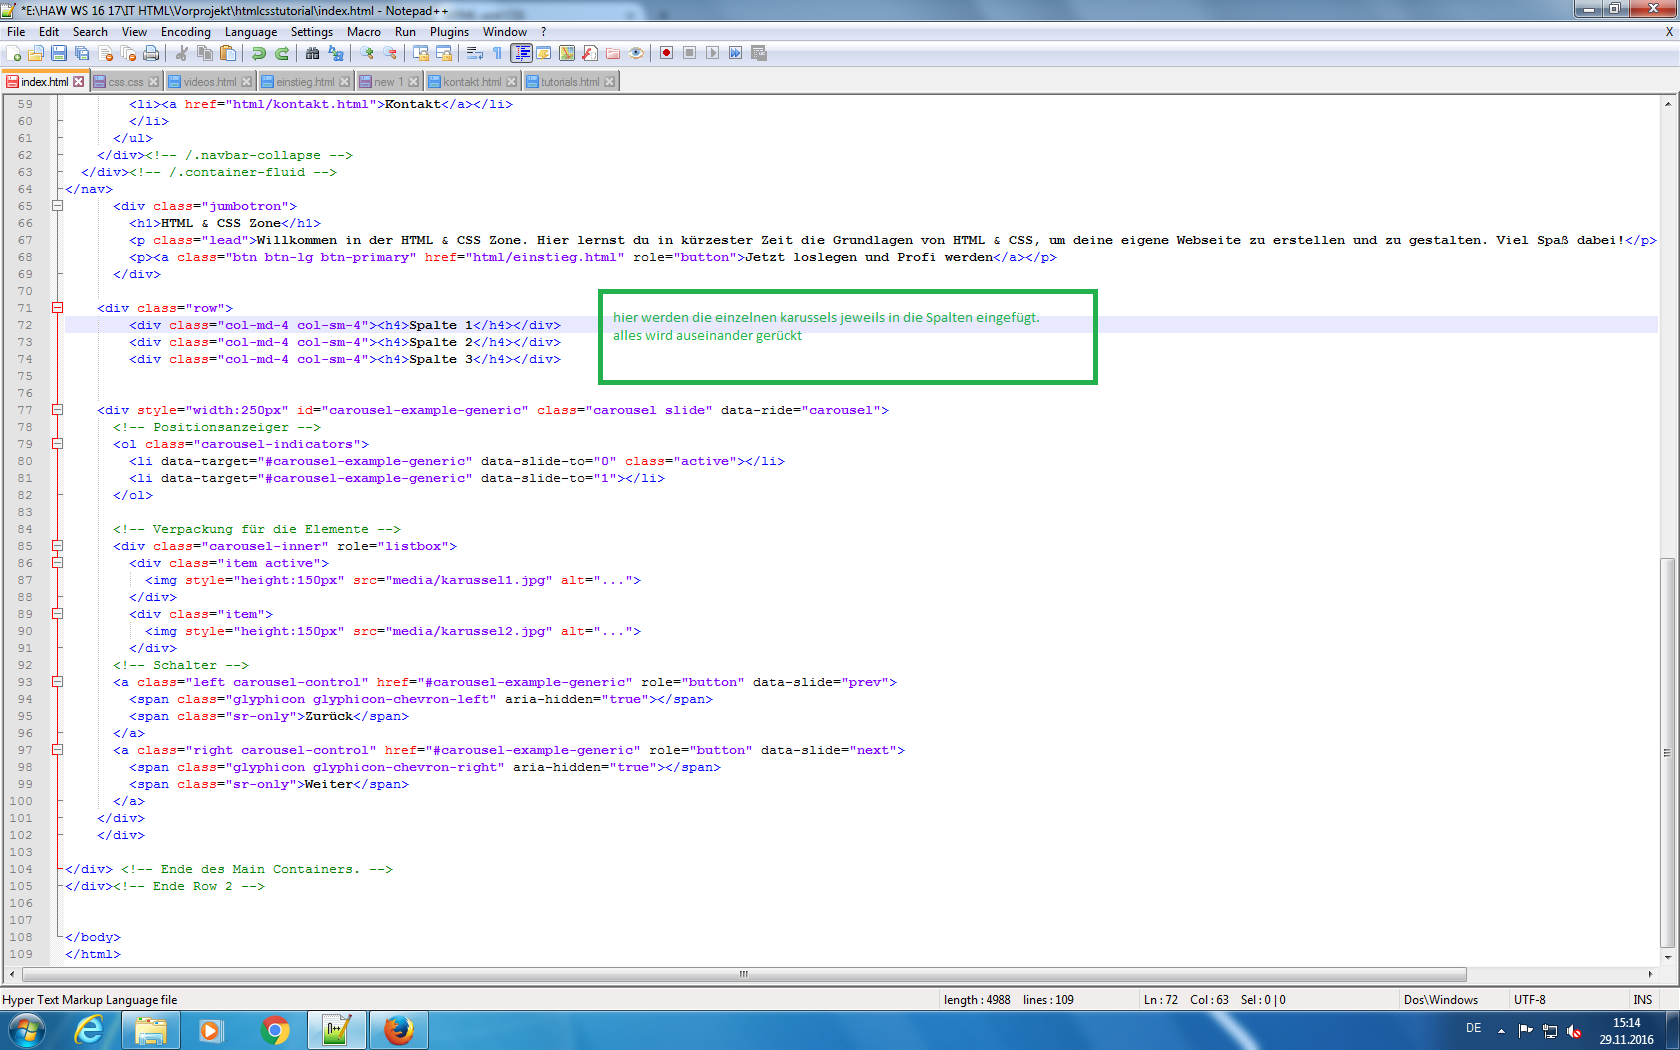 *E:\HAW WS 16 17\IT HTML\Vorprojekt\htmlcsstutorial\index.html - Notepad++
File Edit Search View Encoding Language Settings Macro Run Plugins Window ? X
index.html css.css videos.html einstieg.html new 1 kontakt.html tutorials.html
59 <li><a href="html/kontakt.html">Kontakt</a></li>
60 </li>
61 </ul>
62 </div><!-- /.navbar-collapse -->
63 </div><!-- /.container-fluid -->
64 </nav>
65 <div class="jumbotron">
66 <h1>HTML & CSS Zone</h1>
67 <p class="lead">Willkommen in der HTML & CSS Zone. Hier lernst du in kürzester Zeit die Grundlagen von HTML & CSS, um deine eigene Webseite zu erstellen und zu gestalten. Viel Spaß dabei!</p>
68 <p><a class="btn btn-lg btn-primary" href="html/einstieg.html" role="button">Jetzt loslegen und Profi werden</a></p>
69 </div>
70
71 <div class="row">
72 <div class="col-md-4 col-sm-4"><h4>Spalte 1</h4></div>
73 <div class="col-md-4 col-sm-4"><h4>Spalte 2</h4></div>
74 <div class="col-md-4 col-sm-4"><h4>Spalte 3</h4></div>
hier werden die einzelnen karussels jeweils in die Spalten eingefügt.
alles wird auseinander gerückt
75
76
77 <div style="width:250px" id="carousel-example-generic" class="carousel slide" data-ride="carousel">
78 <!-- Positionsanzeiger -->
79 <ol class="carousel-indicators">
80 <li data-target="#carousel-example-generic" data-slide-to="0" class="active"></li>
81 <li data-target="#carousel-example-generic" data-slide-to="1"></li>
82 </ol>
83
84 <!-- Verpackung für die Elemente -->
85 <div class="carousel-inner" role="listbox">
86 <div class="item active">
87 <img style="height:150px" src="media/karussel1.jpg" alt="...">
88 </div>
89 <div class="item">
90 <img style="height:150px" src="media/karussel2.jpg" alt="...">
91 </div>
92 <!-- Schalter -->
93 <a class="left carousel-control" href="#carousel-example-generic" role="button" data-slide="prev">
94 <span class="glyphicon glyphicon-chevron-left" aria-hidden="true"></span>
95 <span class="sr-only">Zurück</span>
96 </a>
97 <a class="right carousel-control" href="#carousel-example-generic" role="button" data-slide="next">
98 <span class="glyphicon glyphicon-chevron-right" aria-hidden="true"></span>
99 <span class="sr-only">Weiter</span>
100 </a>
101 </div>
102 </div>
103
104 </div> <!-- Ende des Main Containers. -->
105 </div><!-- Ende Row 2 -->
106
107
108 </body>
109 </html>
Hyper Text Markup Language file length : 4988 lines : 109 Ln : 72 Col : 63 Sel : 0 | 0 Dos\Windows UTF-8 INS
DE 15:14
29.11.2016